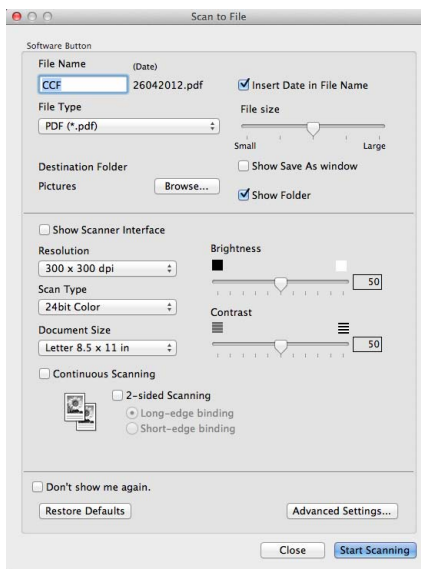 Scan to File
Software Button
File Name (Date)
CCF 26042012.pdf Insert Date in File Name
File Type File size
PDF (*.pdf)
Small Large
Destination Folder Show Save As window
Pictures Browse...
Show Folder
Show Scanner Interface
Resolution Brightness
300 x 300 dpi 50
Scan Type
24bit Color Contrast
Document Size
Letter 8.5 x 11 in 50
Continuous Scanning
2-sided Scanning
Long-edge binding
Short-edge binding
Don't show me again.
Restore Defaults Advanced Settings...
Close Start Scanning